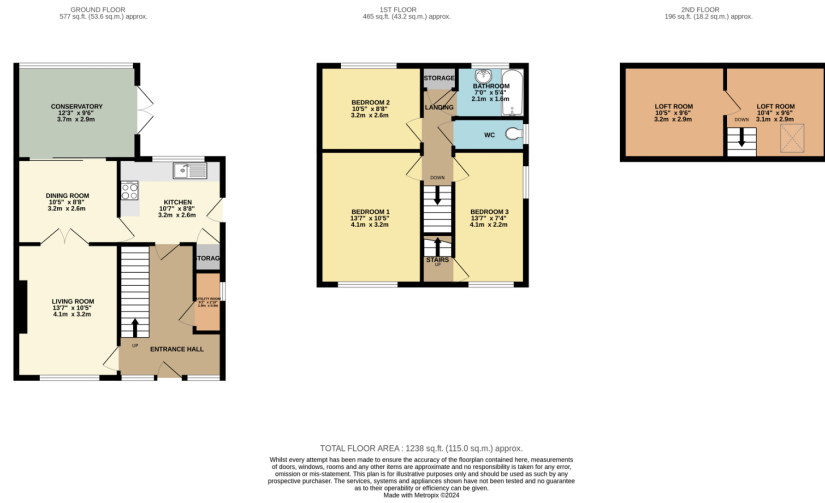 GROUND FLOOR
577 sq.ft. (53.6 sq.m.) approx.
1ST FLOOR
465 sq.ft. (43.2 sq.m.) approx.
2ND FLOOR
196 sq.ft. (18.2 sq.m.) approx.
CONSERVATORY
12'3" x 9'6"
3.7m x 2.9m
DINING ROOM
10'5" x 8'8"
3.2m x 2.6m
KITCHEN
10'7" x 8'8"
3.2m x 2.6m
STORAGE
LIVING ROOM
13'7" x 10'5"
4.1m x 3.2m
UTILITY ROOM
UP
ENTRANCE HALL
BEDROOM 2
10'5" x 8'8"
3.2m x 2.6m
STORAGE
LANDING
BATHROOM
7'0" x 5'4"
2.1m x 1.6m
WC
DOWN
BEDROOM 1
13'7" x 10'5"
4.1m x 3.2m
BEDROOM 3
13'7" x 7'4"
4.1m x 2.2m
STAIRS
UP
LOFT ROOM
10'5" x 9'6"
3.2m x 2.9m
LOFT ROOM
10'4" x 9'6"
3.1m x 2.9m
DOWN
TOTAL FLOOR AREA : 1238 sq.ft. (115.0 sq.m.) approx.
Whilst every attempt has been made to ensure the accuracy of the floorplan contained here, measurements
of doors, windows, rooms and any other items are approximate and no responsibility is taken for any error,
omission or mis-statement. This plan is for illustrative purposes only and should be used as such by any
prospective purchaser. The services, systems and appliances shown have not been tested and no guarantee
as to their operability or efficiency can be given.
Made with Metropix ©2024